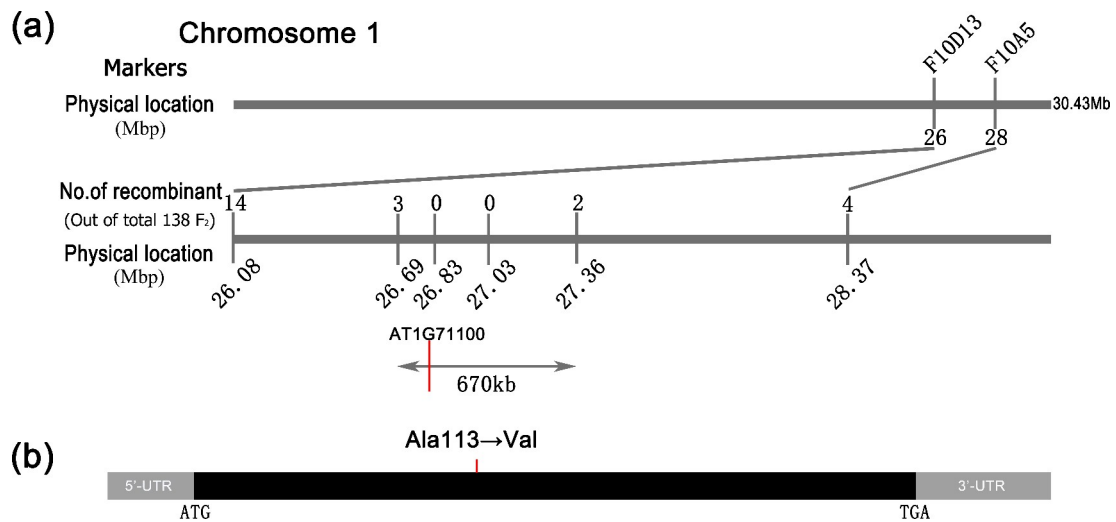 (a)
Chromosome 1
Markers
F10D13
F10A5
Physical location
(Mbp)
30.43Mb
26
28
No.of recombinant
(Out of total 138 F₂)
14
3
0
0
2
4
Physical location
(Mbp)
26.08
26.69
26.83
27.03
27.36
28.37
AT1G71100
670kb
(b)
Ala113→Val
5'-UTR
3'-UTR
ATG
TGA